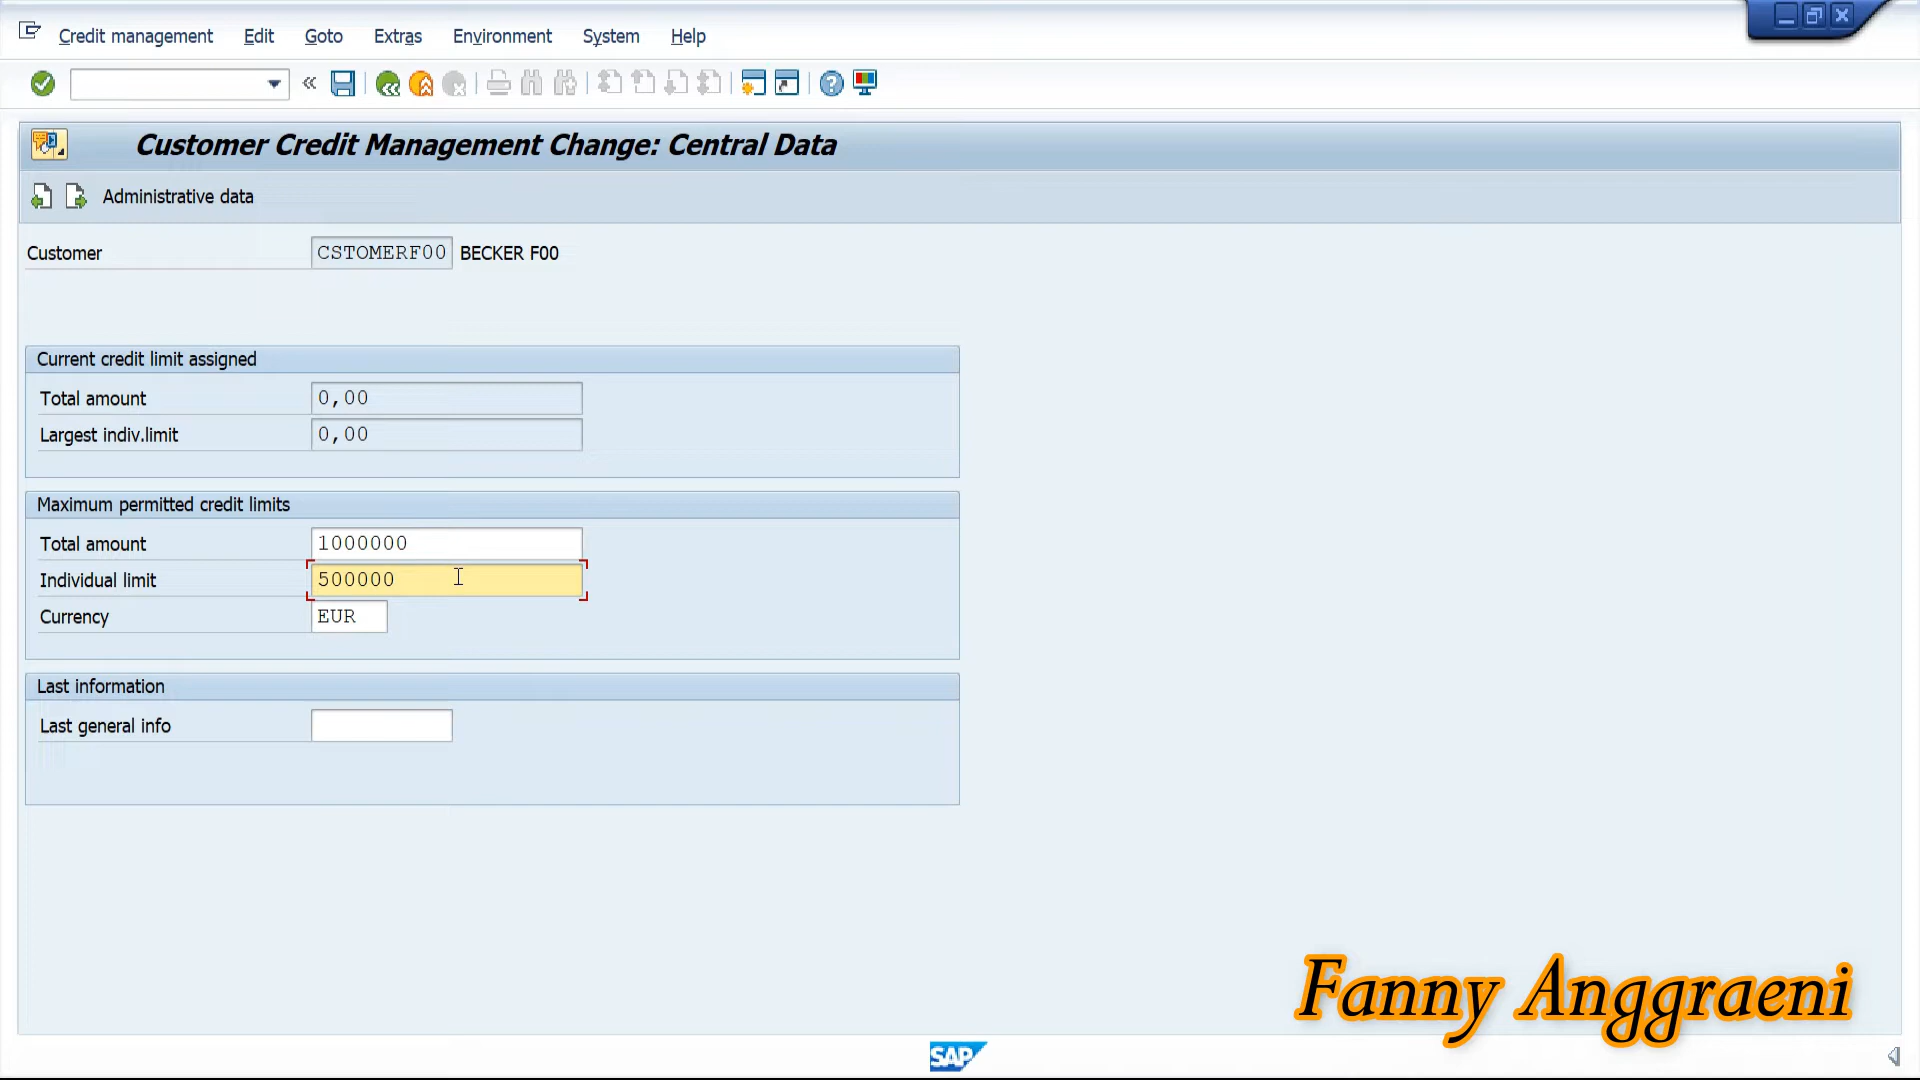 Credit management Edit Goto Extras Environment System Help
Customer Credit Management Change: Central Data
Administrative data
Customer CSTOMERF00 BECKER F00
Current credit limit assigned
Total amount 0,00
Largest indiv.limit 0,00
Maximum permitted credit limits
Total amount 1000000
Individual limit 500000
Currency EUR
Last information
Last general info
Fanny Anggraeni
SAP